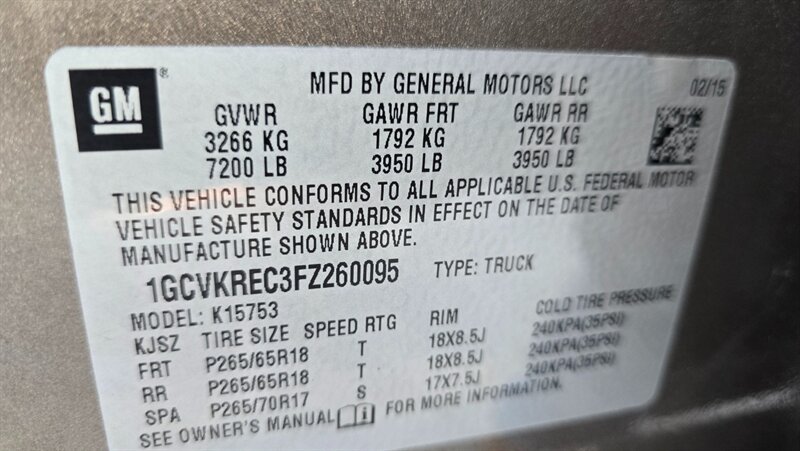 GM ®
MFD BY GENERAL MOTORS LLC 02/15
GVWR GAWR FRT GAWR RR
3266 KG 1792 KG 1792 KG
7200 LB 3950 LB 3950 LB
THIS VEHICLE CONFORMS TO ALL APPLICABLE U.S. FEDERAL MOTOR
VEHICLE SAFETY STANDARDS IN EFFECT ON THE DATE OF
MANUFACTURE SHOWN ABOVE.
1GCVKREC3FZ260095 TYPE: TRUCK
MODEL: K15753
KJSZ TIRE SIZE SPEED RTG RIM COLD TIRE PRESSURE
FRT P265/65R18 T 18X8.5J 240KPA(35PSI)
RR P265/65R18 T 18X8.5J 240KPA(35PSI)
SPA P265/70R17 S 17X7.5J 240KPA(35PSI)
SEE OWNER'S MANUAL FOR MORE INFORMATION.